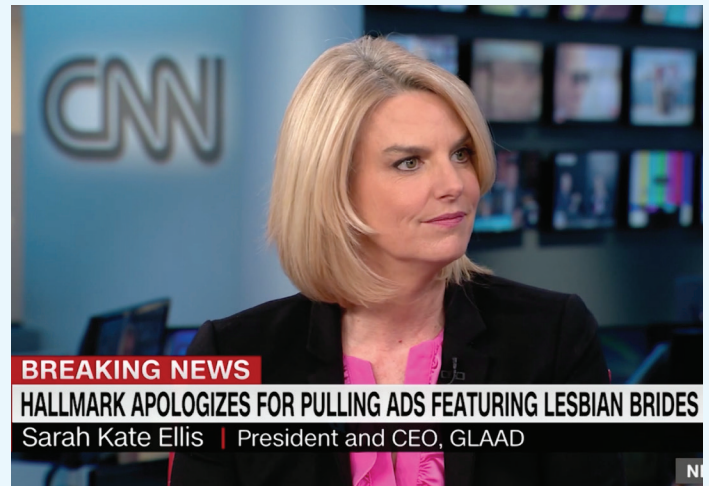 CNN
BREAKING NEWS
HALLMARK APOLOGIZES FOR PULLING ADS FEATURING LESBIAN BRIDES
Sarah Kate Ellis | President and CEO, GLAAD